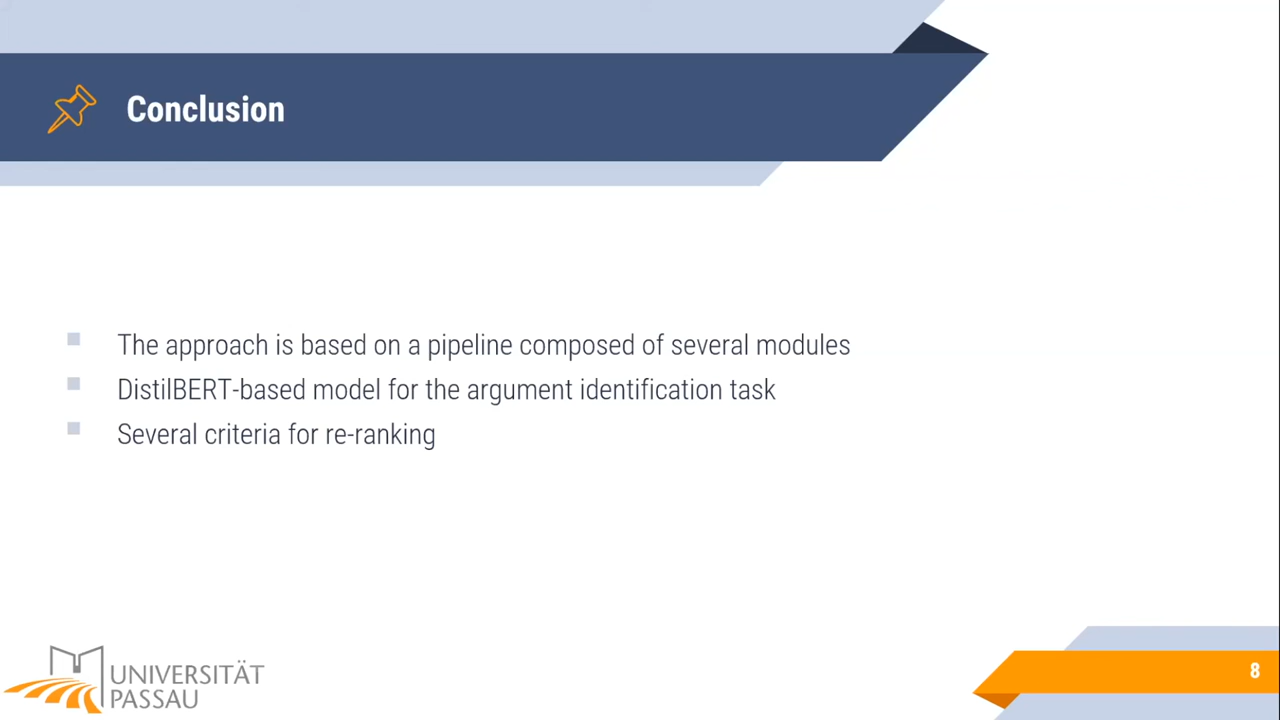 Conclusion
The approach is based on a pipeline composed of several modules
DistilBERT-based model for the argument identification task
Several criteria for re-ranking
UNIVERSITÄT
PASSAU
8